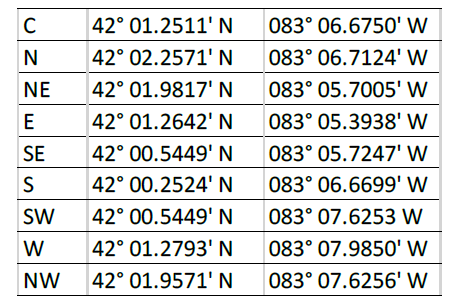 C 42° 01.2511' N 083° 06.6750' W
N 42° 02.2571' N 083° 06.7124' W
NE 42° 01.9817' N 083° 05.7005' W
E 42° 01.2642' N 083° 05.3938' W
SE 42° 00.5449' N 083° 05.7247' W
S 42° 00.2524' N 083° 06.6699' W
SW 42° 00.5449' N 083° 07.6253 W
W 42° 01.2793' N 083° 07.9850' W
NW 42° 01.9571' N 083° 07.6256' W